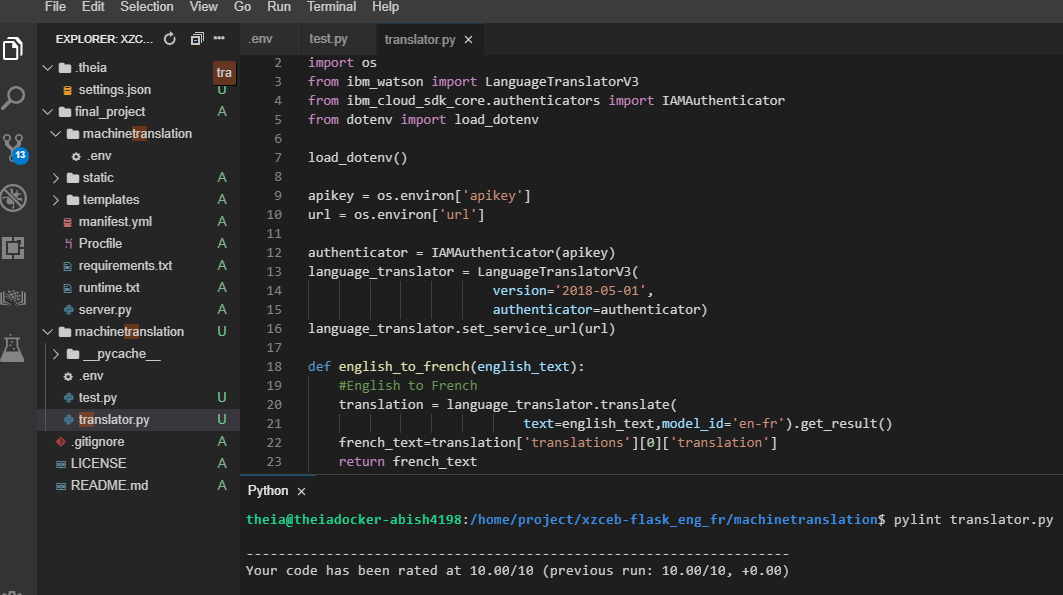 File Edit Selection View Go Run Terminal Help
EXPLORER: XZC...
.env test.py translator.py ×
tra
.theia
settings.json U
final_project A
machinetranslation
.env
static A
templates A
manifest.yml A
Procfile A
requirements.txt A
runtime.txt A
server.py A
machinetranslation U
__pycache__
.env
test.py U
translator.py U
.gitignore A
LICENSE A
README.md A
13
2 import os
3 from ibm_watson import LanguageTranslatorV3
4 from ibm_cloud_sdk_core.authenticators import IAMAuthenticator
5 from dotenv import load_dotenv
6
7 load_dotenv()
8
9 apikey = os.environ['apikey']
10 url = os.environ['url']
11
12 authenticator = IAMAuthenticator(apikey)
13 language_translator = LanguageTranslatorV3(
14 version='2018-05-01',
15 authenticator=authenticator)
16 language_translator.set_service_url(url)
17
18 def english_to_french(english_text):
19 #English to French
20 translation = language_translator.translate(
21 text=english_text,model_id='en-fr').get_result()
22 french_text=translation['translations'][0]['translation']
23 return french_text
Python ×
theia@theiadocker-abish4198:/home/project/xzceb-flask_eng_fr/machinetranslation$ pylint translator.py
--------------------------------------------------------------------
Your code has been rated at 10.00/10 (previous run: 10.00/10, +0.00)